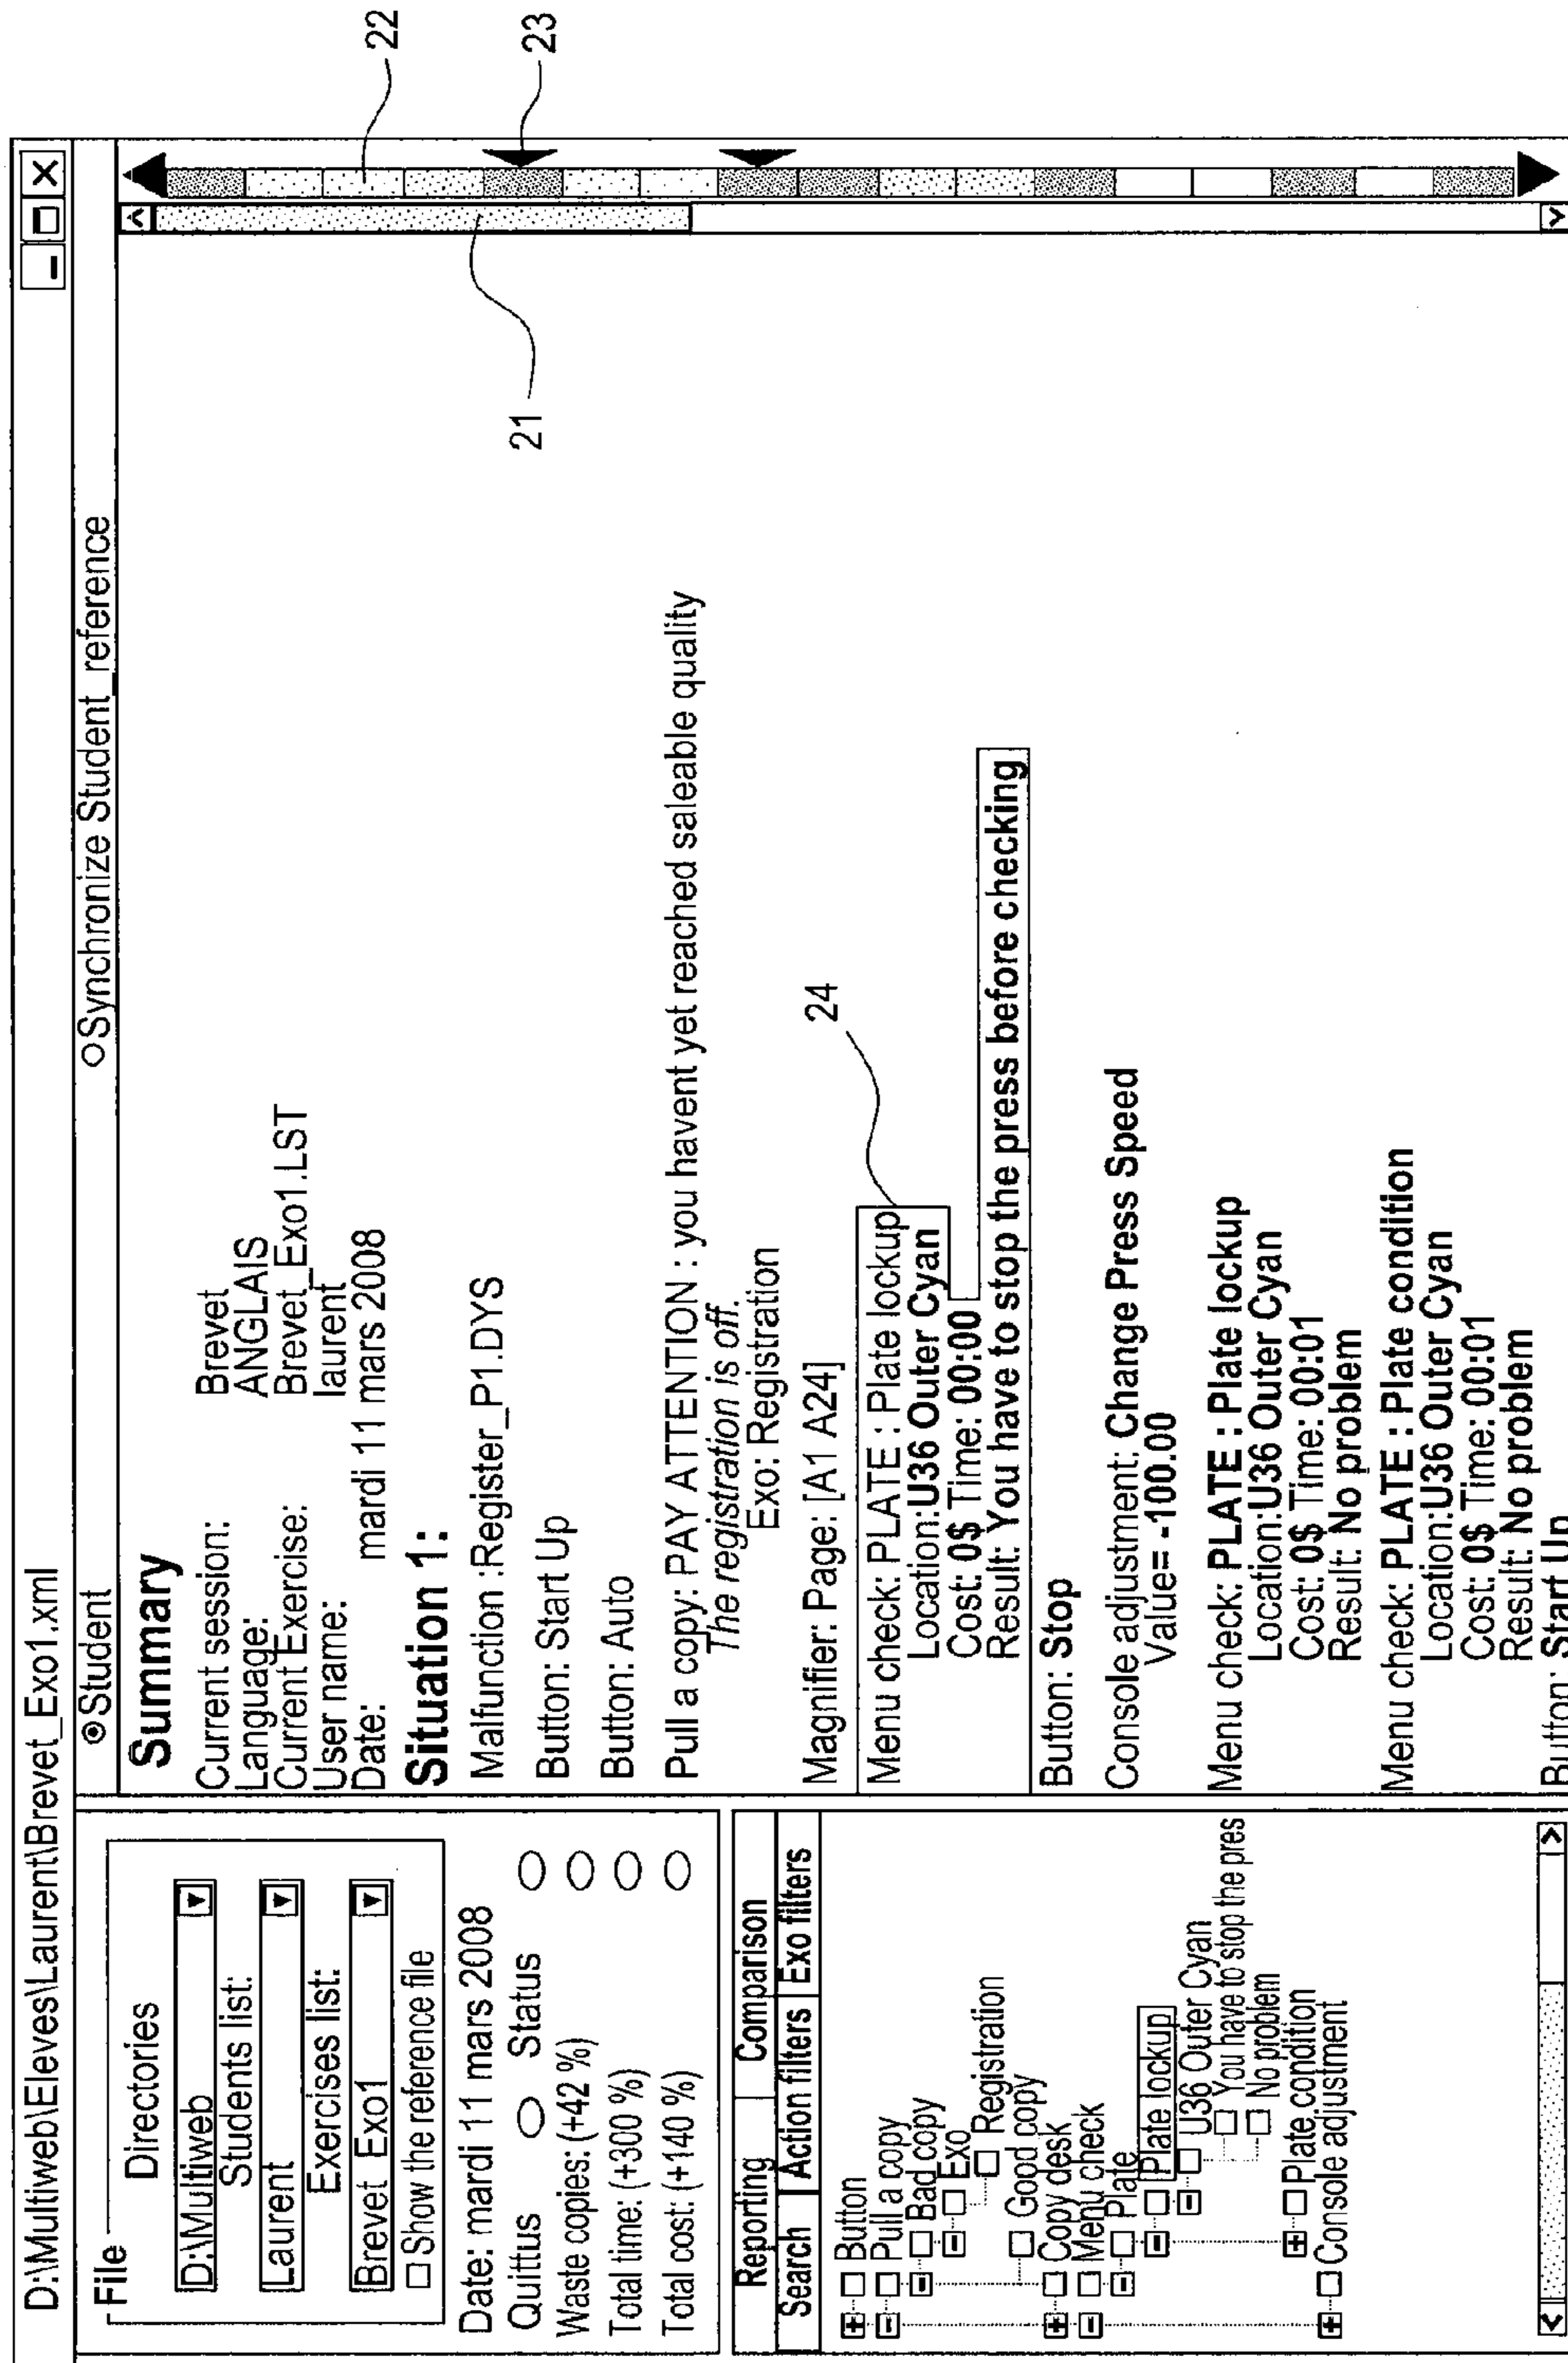 D:\Multiweb\Eleves\Laurent\Brevet_Exo1.xml
File
Directories
D:\Multiweb
Students list:
Laurent
Exercises list:
Brevet_Exo1
Show the reference file
Date: mardi 11 mars 2008
Quittus Status
Waste copies: (+42 %)
Total time: (+300 %)
Total cost: (+140 %)
Reporting Comparison
Search Action filters Exo filters
Button
Pull a copy
Bad copy
Exo
Registration
Good copy
Copy desk
Menu check
Plate
Plate lockup
U36 Outer Cyan
You have to stop the pres
No problem
Plate condition
Console adjustment
Student Synchronize Student_reference
Summary
Current session: Brevet
Language: ANGLAIS
Current Exercise: Brevet_Exo1.LST
User name: laurent
Date: mardi 11 mars 2008
Situation 1:
Malfunction :Register_P1.DYS
Button: Start Up
Button: Auto
Pull a copy: PAY ATTENTION : you havent yet reached saleable quality
The registration is off.
Exo: Registration
Magnifier: Page: [A1 A24]
Menu check: PLATE : Plate lockup
Location:U36 Outer Cyan
Cost: 0$ Time: 00:00
Result: You have to stop the press before checking
Button: Stop
Console adjustment: Change Press Speed
Value= -100.00
Menu check: PLATE : Plate lockup
Location:U36 Outer Cyan
Cost: 0$ Time: 00:01
Result: No problem
Menu check: PLATE : Plate condition
Location:U36 Outer Cyan
Cost: 0$ Time: 00:01
Result: No problem
Button: Start Up
21
22
23
24